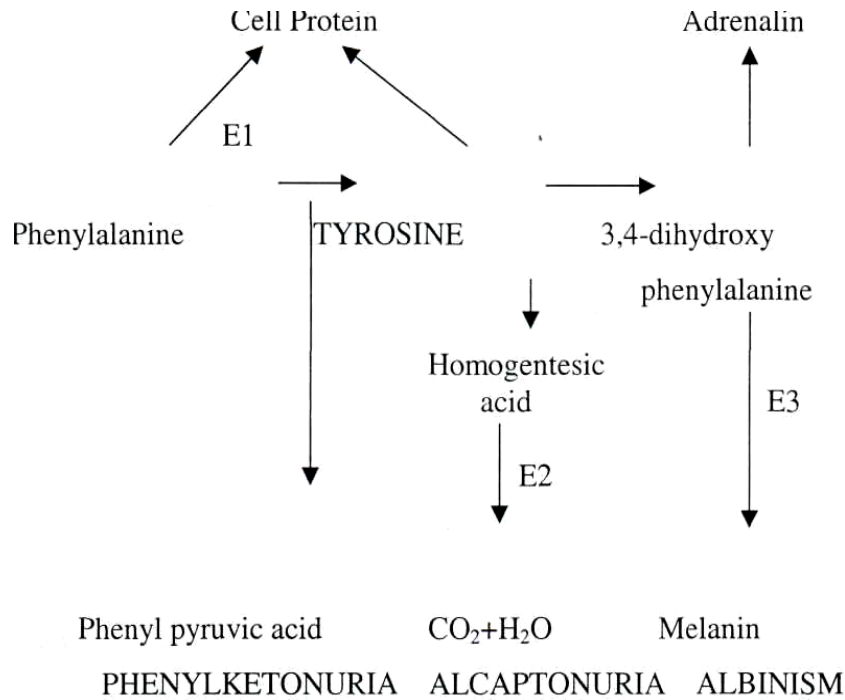 Cell Protein Adrenalin
E1
Phenylalanine TYROSINE 3,4-dihydroxy
phenylalanine
Homogentesic
acid
E3
E2
Phenyl pyruvic acid CO₂+H₂O Melanin
PHENYLKETONURIA ALCAPTONURIA ALBINISM